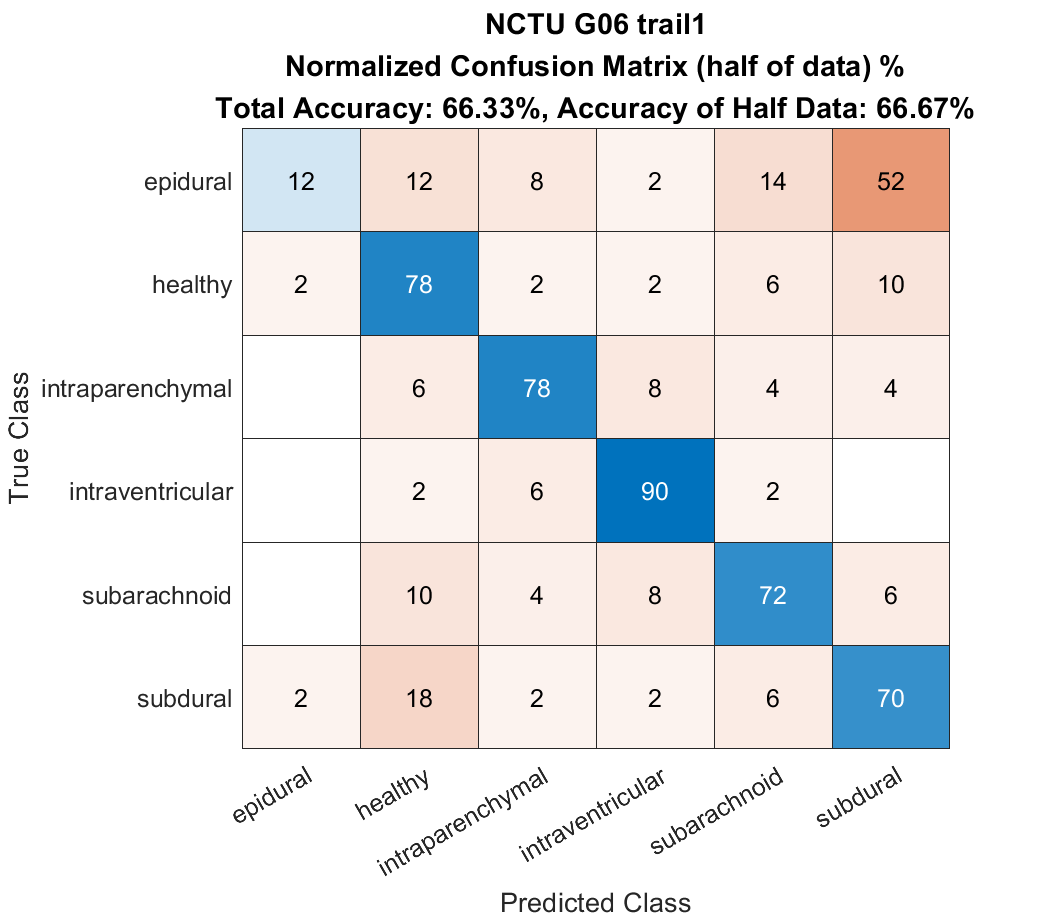 NCTU G06 trail1
Normalized Confusion Matrix (half of data) %
Total Accuracy: 66.33%, Accuracy of Half Data: 66.67%
True Class
epidural 12 12 8 2 14 52
healthy 2 78 2 2 6 10
intraparenchymal 6 78 8 4 4
intraventricular 2 6 90 2
subarachnoid 10 4 8 72 6
subdural 2 18 2 2 6 70
epidural healthy intraparenchymal intraventricular subarachnoid subdural
Predicted Class